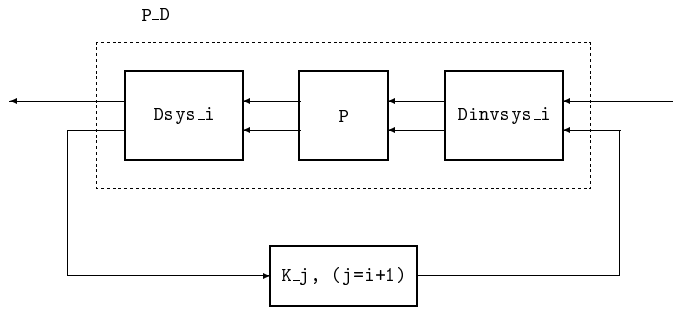 P_D
Dsys_i
P
Dinvsys_i
K_j, (j=i+1)